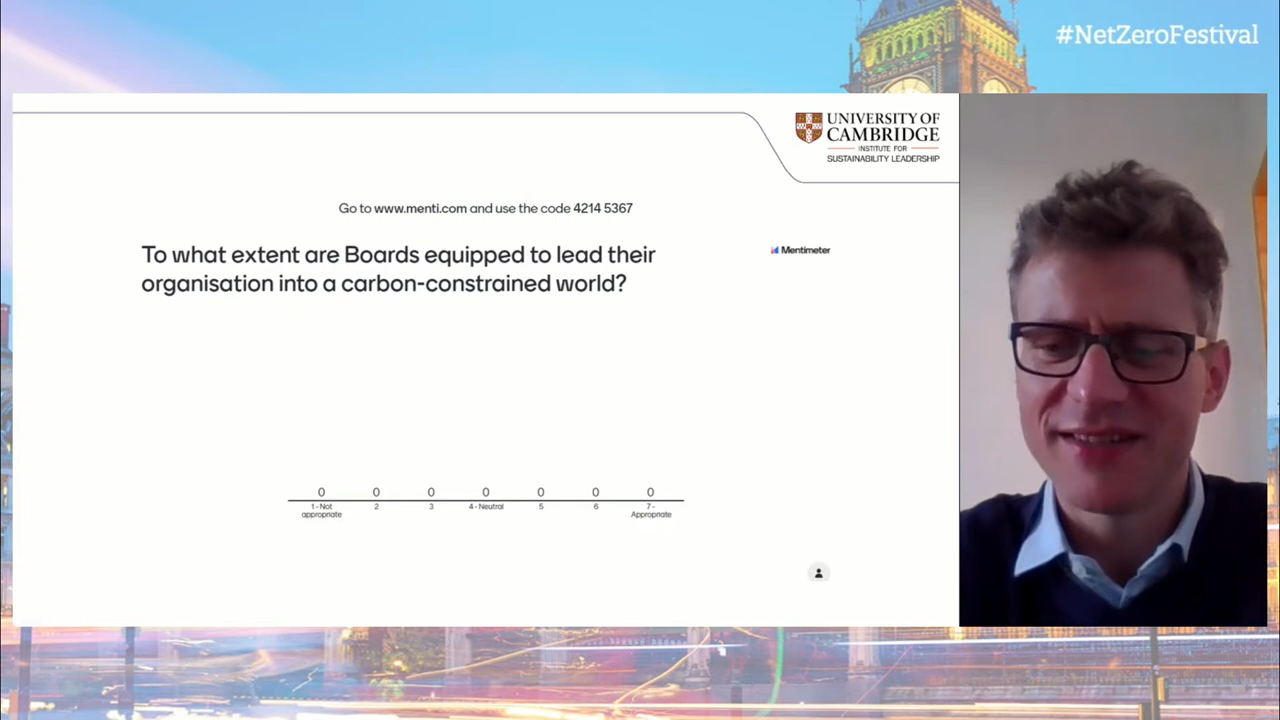 #NetZeroFestival
UNIVERSITY OF
CAMBRIDGE
INSTITUTE FOR
SUSTAINABILITY LEADERSHIP
Go to www.menti.com and use the code 4214 5367
To what extent are Boards equipped to lead their
organisation into a carbon-constrained world?
Mentimeter
0 0 0 0 0 0 0
1 - Not appropriate 2 3 4 - Neutral 5 6 7 - Appropriate